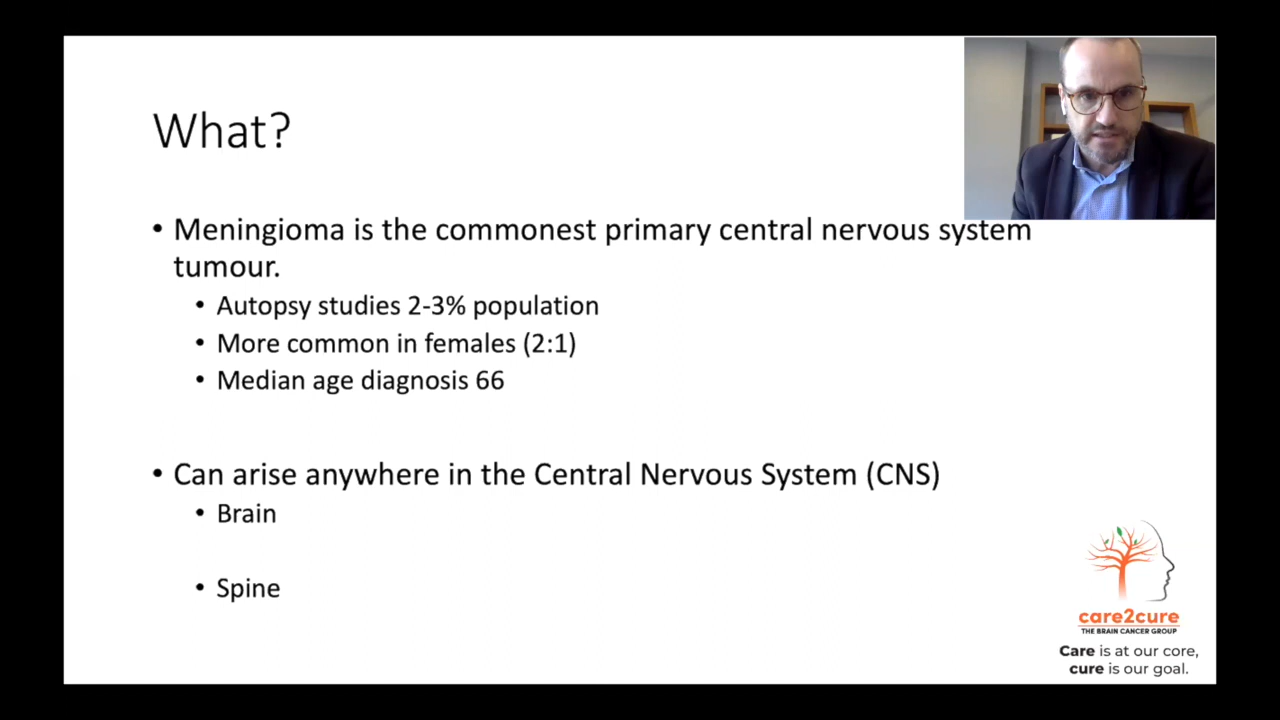 What?
• Meningioma is the commonest primary central nervous system
tumour.
• Autopsy studies 2-3% population
• More common in females (2:1)
• Median age diagnosis 66
• Can arise anywhere in the Central Nervous System (CNS)
• Brain
• Spine
care2cure
THE BRAIN CANCER GROUP
Care is at our core,
cure is our goal.